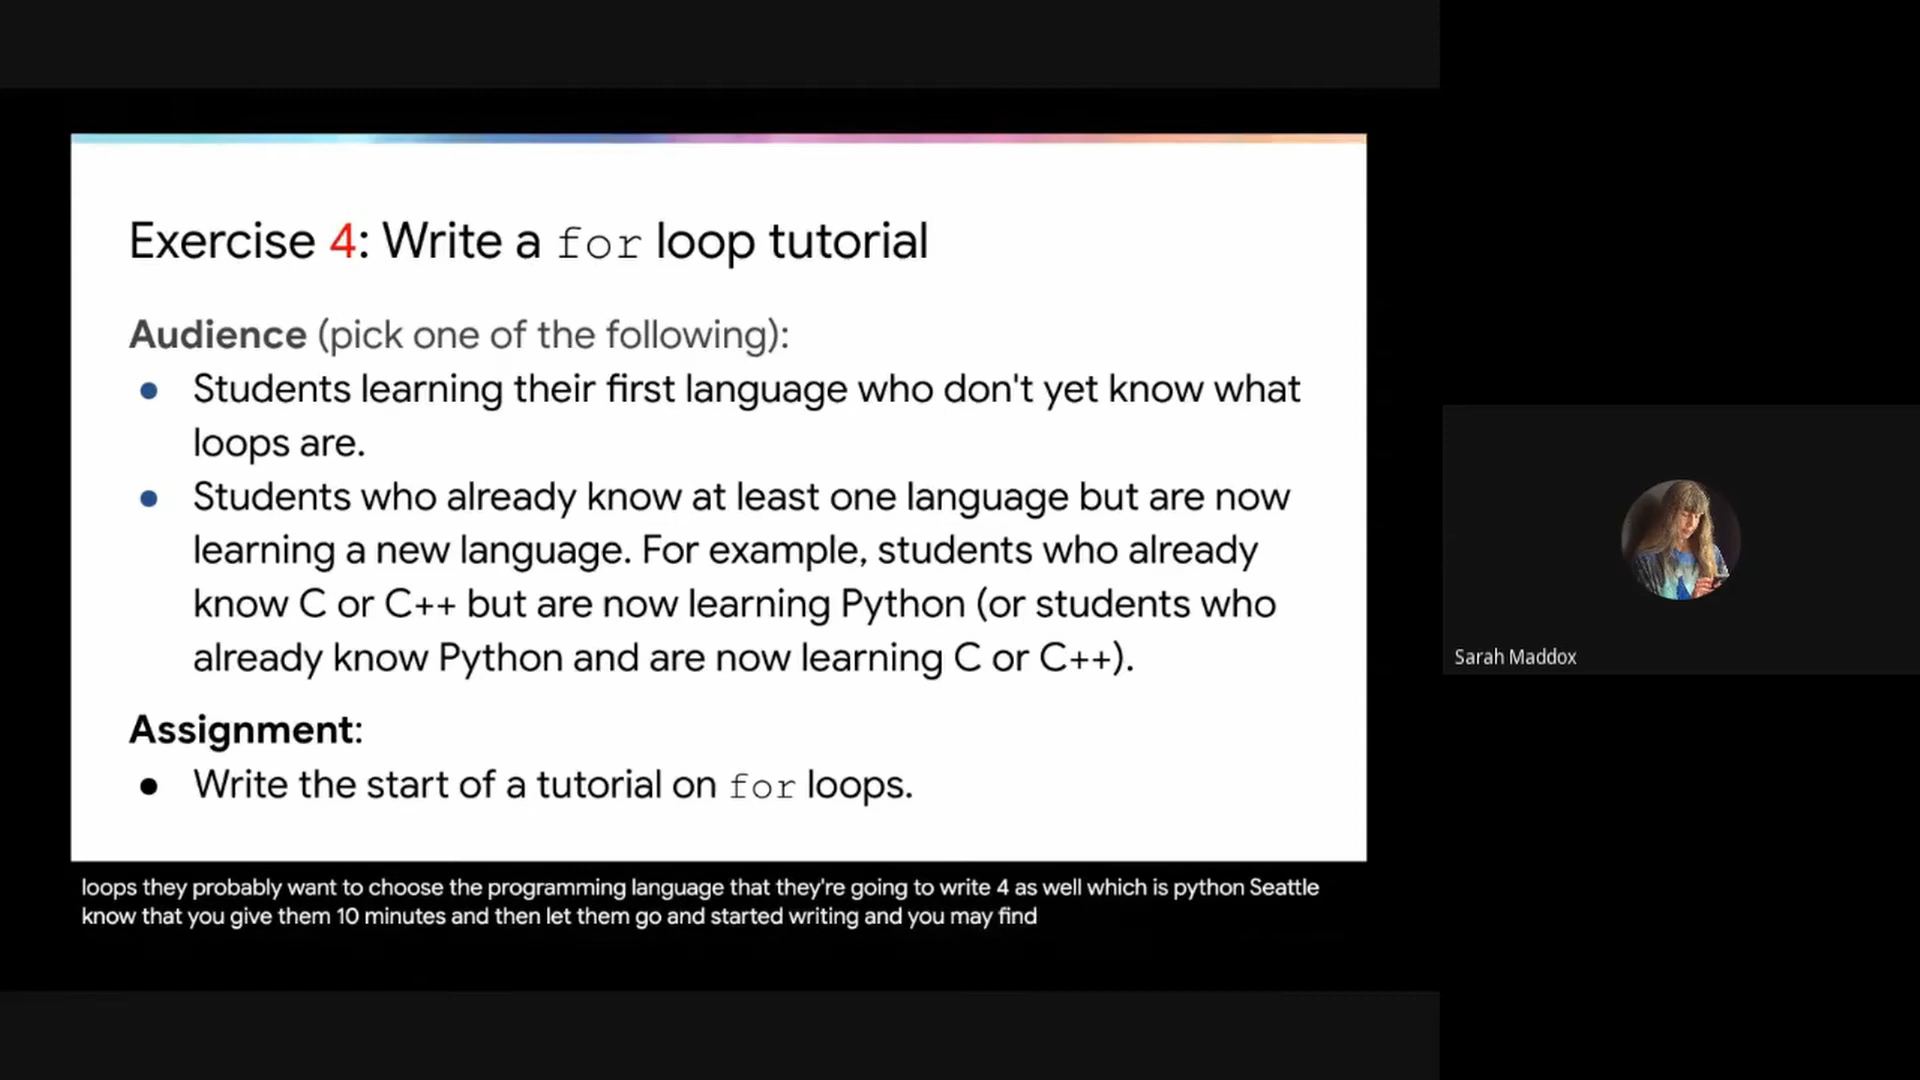 Exercise 4: Write a for loop tutorial
Audience (pick one of the following):
● Students learning their first language who don't yet know what
loops are.
● Students who already know at least one language but are now
learning a new language. For example, students who already
know C or C++ but are now learning Python (or students who
already know Python and are now learning C or C++).
Assignment:
● Write the start of a tutorial on for loops.
loops they probably want to choose the programming language that they're going to write 4 as well which is python Seattle
know that you give them 10 minutes and then let them go and started writing and you may find
Sarah Maddox